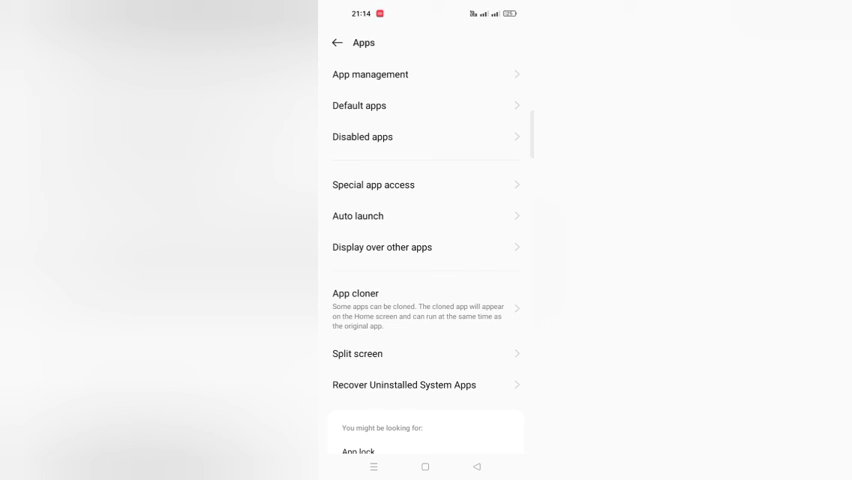 21:14
Apps
App management
Default apps
Disabled apps
Special app access
Auto launch
Display over other apps
App cloner
Some apps can be cloned. The cloned app will appear
on the Home screen and can run at the same time as
the original app.
Split screen
Recover Uninstalled System Apps
You might be looking for:
App lock